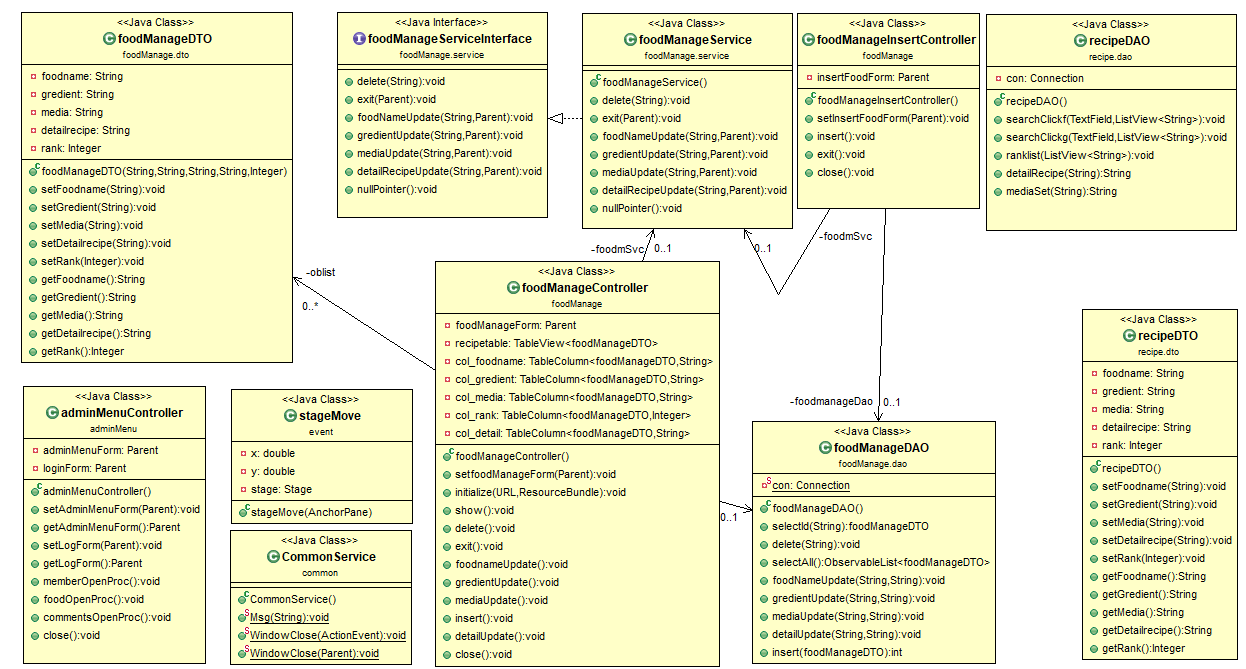 <<Java Class>>
foodManageDTO
foodManage.dto
foodname: String
gredient: String
media: String
detailrecipe: String
rank: Integer
foodManageDTO(String,String,String,String,Integer)
setFoodname(String):void
setGredient(String):void
setMedia(String):void
setDetailrecipe(String):void
setRank(Integer):void
getFoodname():String
getGredient():String
getMedia():String
getDetailrecipe():String
getRank():Integer
<<Java Interface>>
foodManageServiceInterface
foodManage.service
delete(String):void
exit(Parent):void
foodNameUpdate(String,Parent):void
gredientUpdate(String,Parent):void
mediaUpdate(String,Parent):void
detailRecipeUpdate(String,Parent):void
nullPointer():void
<<Java Class>>
foodManageService
foodManage.service
foodManageService()
delete(String):void
exit(Parent):void
foodNameUpdate(String,Parent):void
gredientUpdate(String,Parent):void
mediaUpdate(String,Parent):void
detailRecipeUpdate(String,Parent):void
nullPointer():void
<<Java Class>>
foodManageInsertController
foodManage
insertFoodForm: Parent
foodManageInsertController()
setInsertFoodForm(Parent):void
insert():void
exit():void
close():void
<<Java Class>>
recipeDAO
recipe.dao
con: Connection
recipeDAO()
searchClickf(TextField,ListView<String>):void
searchClickg(TextField,ListView<String>):void
ranklist(ListView<String>):void
detailRecipe(String):String
mediaSet(String):String
-foodmSvc
0..1
0..1
-foodmSvc
-oblist
0..*
<<Java Class>>
foodManageController
foodManage
foodManageForm: Parent
recipetable: TableView<foodManageDTO>
col_foodname: TableColumn<foodManageDTO,String>
col_gredient: TableColumn<foodManageDTO,String>
col_media: TableColumn<foodManageDTO,String>
col_rank: TableColumn<foodManageDTO,Integer>
col_detail: TableColumn<foodManageDTO,String>
foodManageController()
setfoodManageForm(Parent):void
initialize(URL,ResourceBundle):void
show():void
delete():void
exit():void
foodnameUpdate():void
gredientUpdate():void
mediaUpdate():void
insert():void
detailUpdate():void
close():void
<<Java Class>>
recipeDTO
recipe.dto
foodname: String
gredient: String
media: String
detailrecipe: String
rank: Integer
recipeDTO()
setFoodname(String):void
setGredient(String):void
setMedia(String):void
setDetailrecipe(String):void
setRank(Integer):void
getFoodname():String
getGredient():String
getMedia():String
getDetailrecipe():String
getRank():Integer
<<Java Class>>
adminMenuController
adminMenu
adminMenuForm: Parent
loginForm: Parent
adminMenuController()
setAdminMenuForm(Parent):void
getAdminMenuForm():Parent
setLogForm(Parent):void
getLogForm():Parent
memberOpenProc():void
foodOpenProc():void
commentsOpenProc():void
close():void
<<Java Class>>
stageMove
event
x: double
y: double
stage: Stage
stageMove(AnchorPane)
<<Java Class>>
CommonService
common
CommonService()
Msg(String):void
WindowClose(ActionEvent):void
WindowClose(Parent):void
-foodmanageDao
0..1
0..1
<<Java Class>>
foodManageDAO
foodManage.dao
con: Connection
foodManageDAO()
selectId(String):foodManageDTO
delete(String):void
selectAll():ObservableList<foodManageDTO>
foodNameUpdate(String,String):void
gredientUpdate(String,String):void
mediaUpdate(String,String):void
detailUpdate(String,String):void
insert(foodManageDTO):int